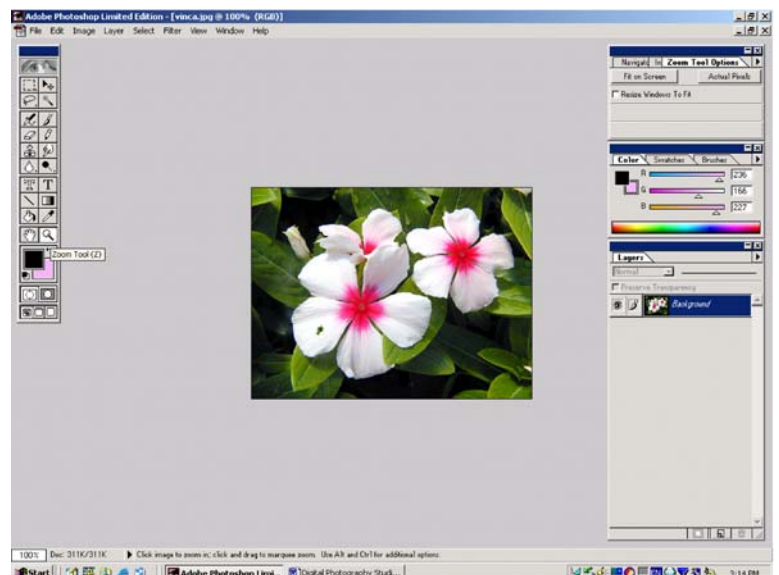 Adobe Photoshop Limited Edition - [vinca.jpg @ 100% (RGB)]
File Edit Image Layer Select Filter View Window Help
Zoom Tool Options
Fit on Screen Actual Pixels
Resize Windows To Fit
Color Swatches Brushes
R 236
G 166
B 227
T
Zoom Tool (Z)
Layers
Normal
Preserve Transparency
Background
100% Doc: 311K/311K Click image to zoom in; click and drag to marquee zoom. Use Alt and Ctrl for additional options.
Start Adobe Photoshop Limi... Digital Photography Studi... 3:14 PM